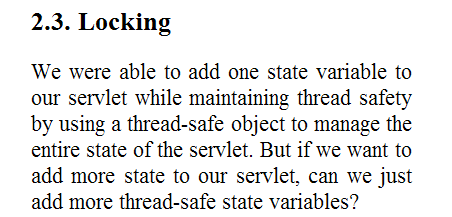 2.3. Locking
We were able to add one state variable to
our servlet while maintaining thread safety
by using a thread-safe object to manage the
entire state of the servlet. But if we want to
add more state to our servlet, can we just
add more thread-safe state variables?